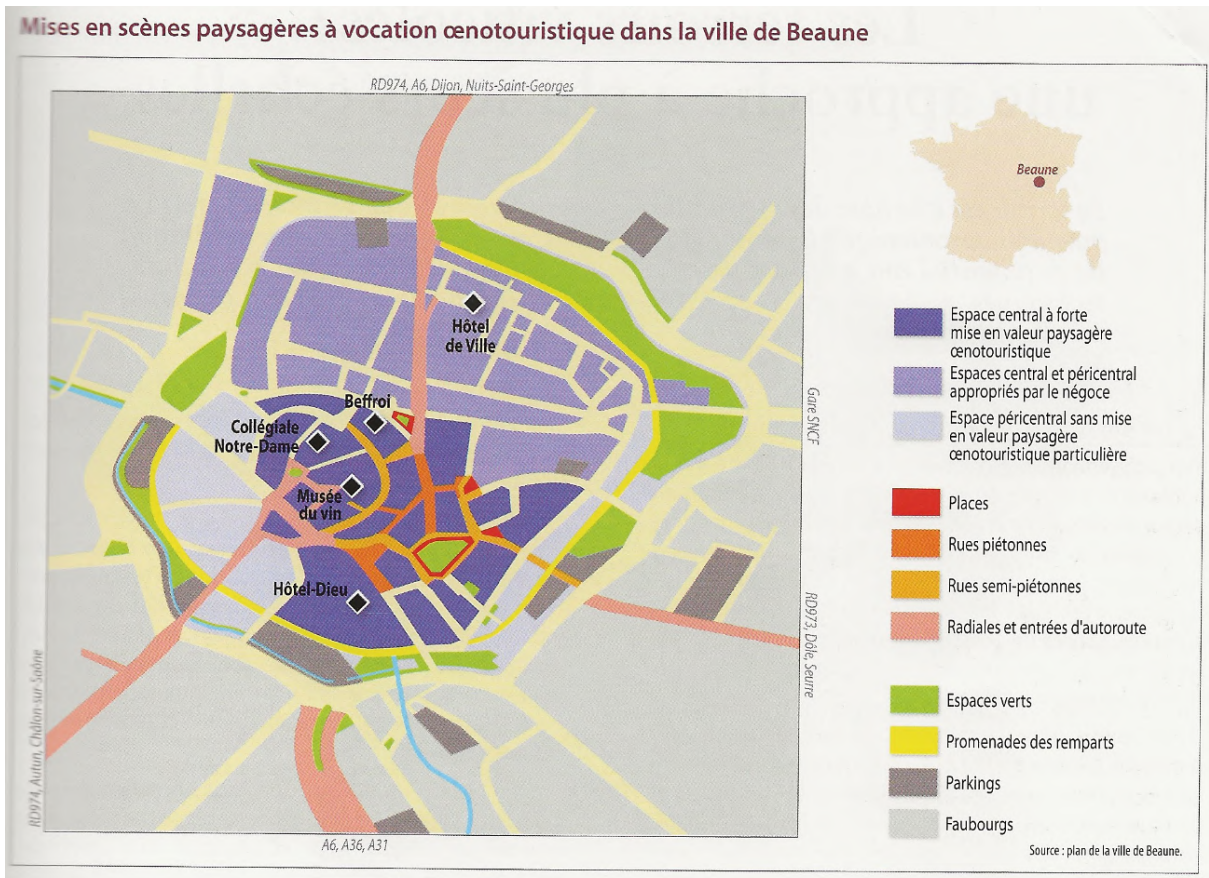 Mises en scènes paysagères à vocation œnotouristique dans la ville de Beaune
RD974, A6, Dijon, Nuits-Saint-Georges
Beaune
Hôtel
de Ville
Beffroi
Collégiale
Notre-Dame
Musée
du vin
Hôtel-Dieu
Gare SNCF
RD973, Dôle, Seurre
RD974, Autun, Châlon-sur-Saône
A6, A36, A31
Espace central à forte
mise en valeur paysagère
œnotouristique
Espaces central et péricentral
appropriés par le négoce
Espace péricentral sans mise
en valeur paysagère
œnotouristique particulière
Places
Rues piétonnes
Rues semi-piétonnes
Radiales et entrées d'autoroute
Espaces verts
Promenades des remparts
Parkings
Faubourgs
Source : plan de la ville de Beaune.